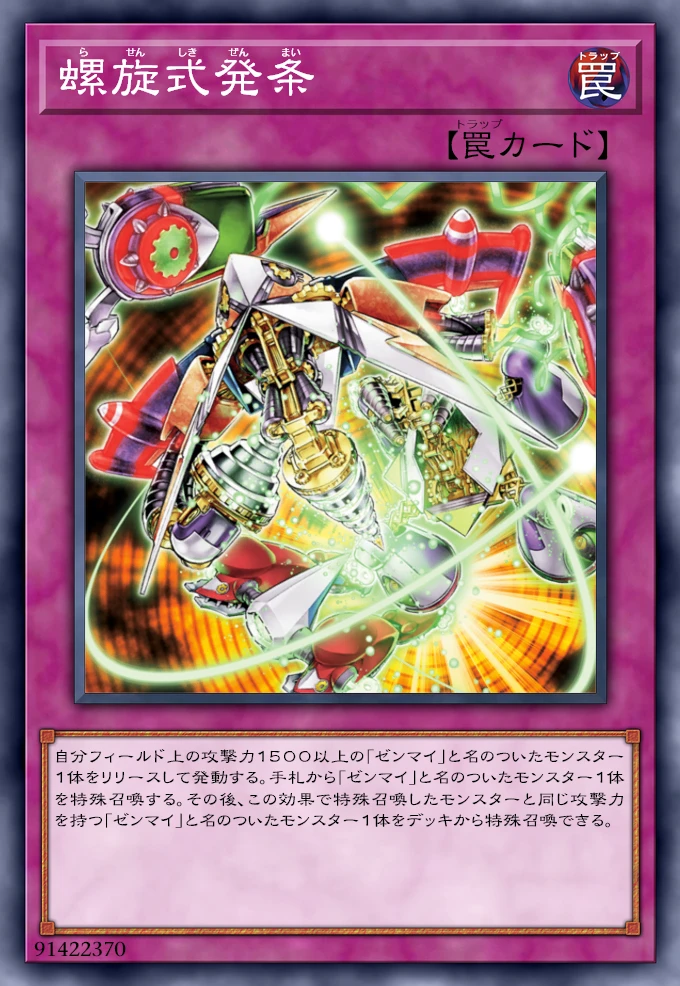 ら せん しき ぜん まい
螺旋式発条
トラップ
罠
トラップ
【罠カード】
自分フィールド上の攻撃力1500以上の「ゼンマイ」と名のついたモンスター
1体をリリースして発動する。手札から「ゼンマイ」と名のついたモンスター1体
を特殊召喚する。その後、この効果で特殊召喚したモンスターと同じ攻撃力
を持つ「ゼンマイ」と名のついたモンスター1体をデッキから特殊召喚できる。
91422370